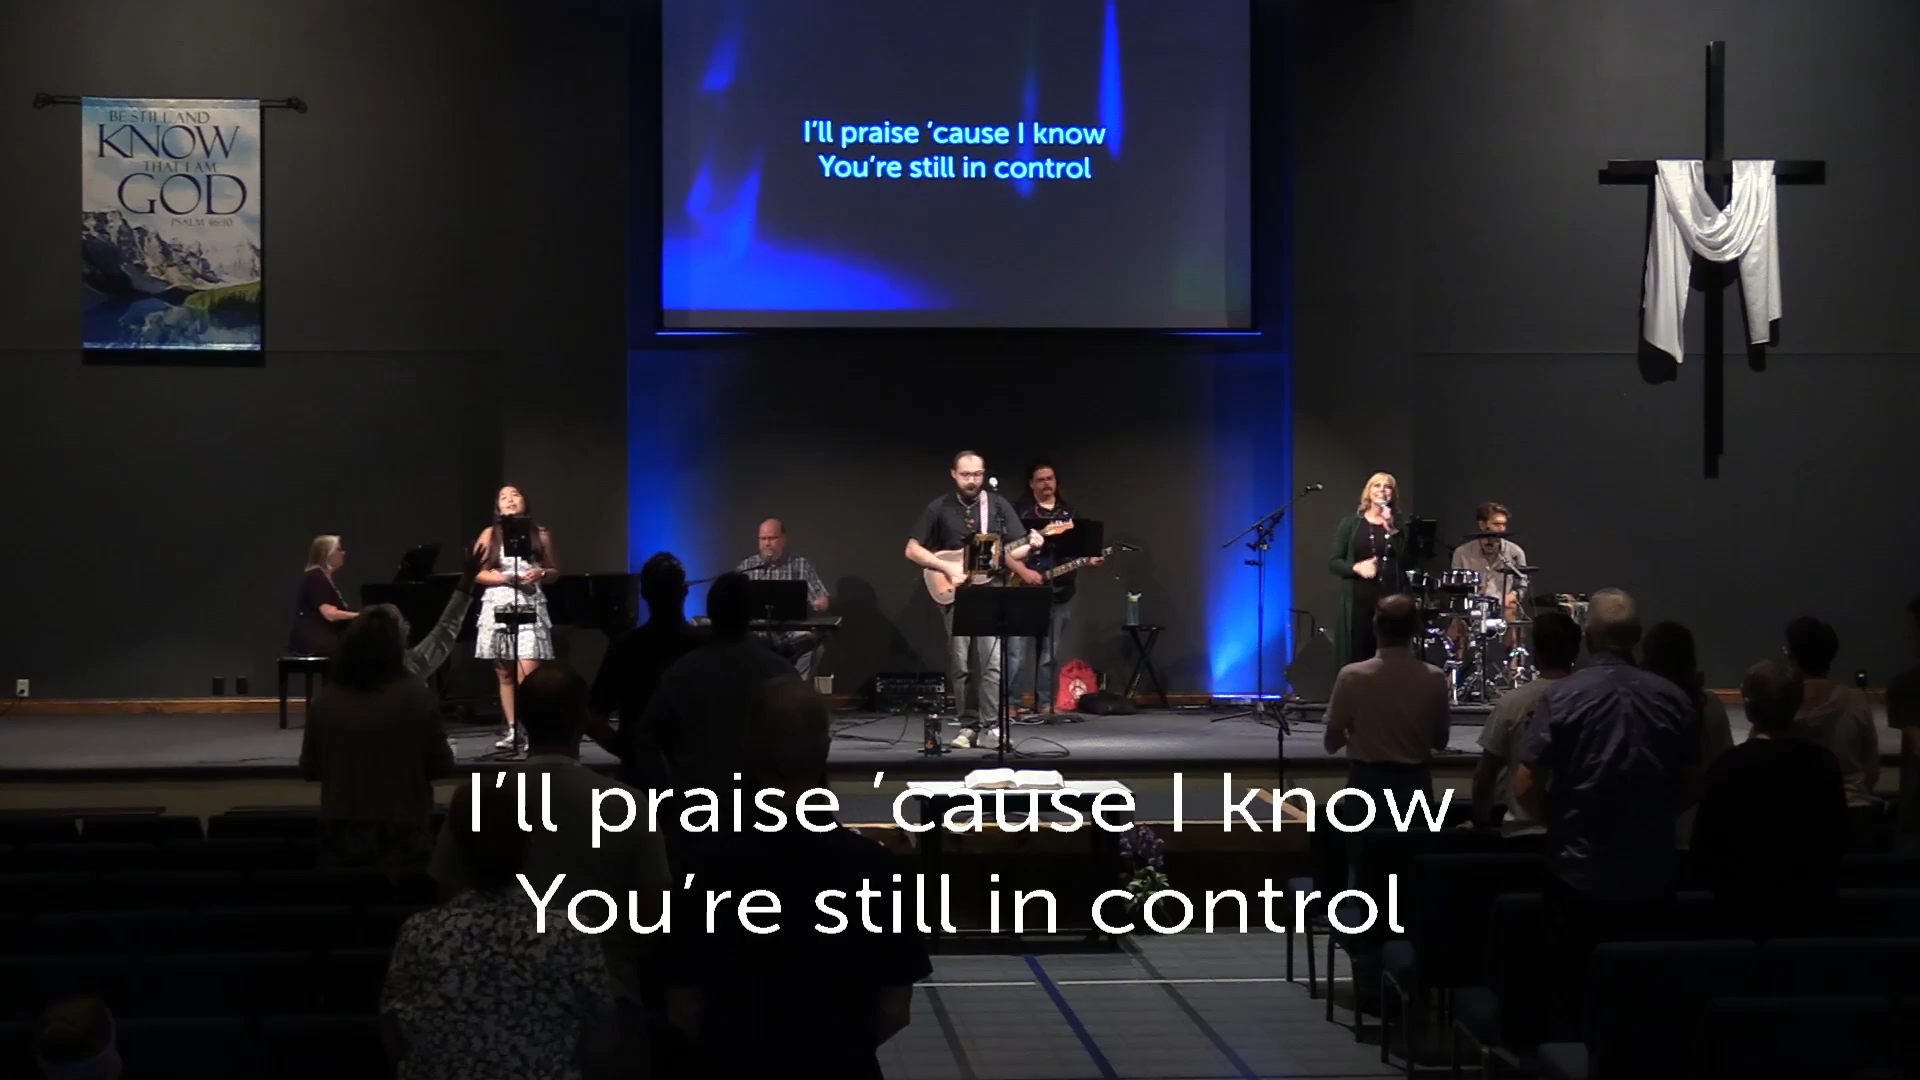 BE STILL AND
KNOW
THAT I AM
GOD
PSALM 46:10
I'll praise 'cause I know
You're still in control
I'll praise 'cause I know
You're still in control